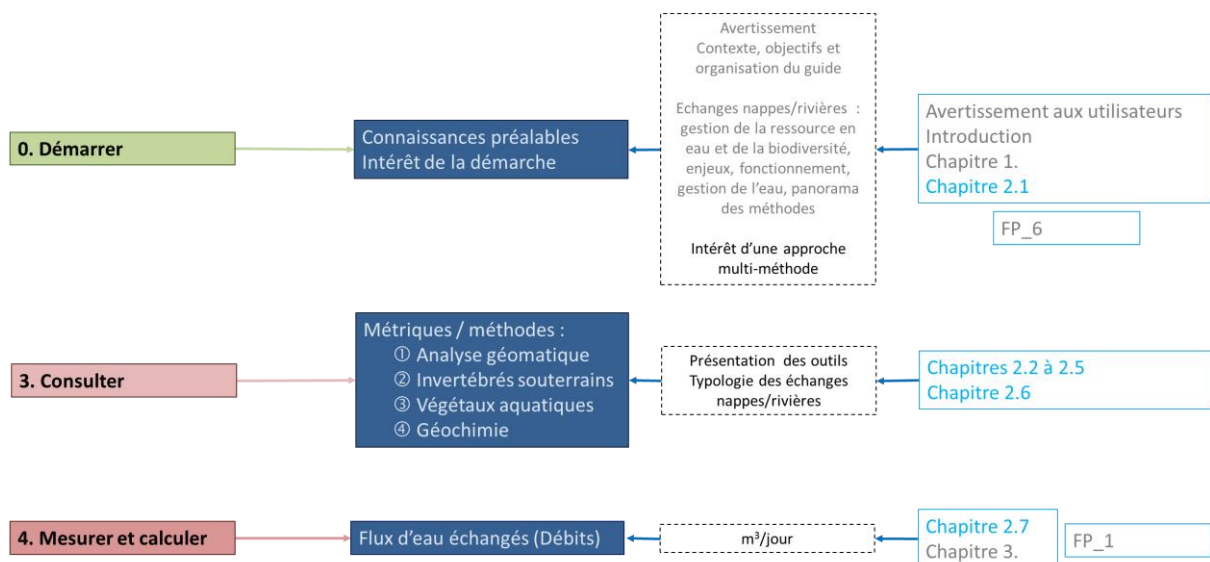 0. Démarrer
Connaissances préalables
Intérêt de la démarche
Avertissement
Contexte, objectifs et
organisation du guide
Echanges nappes/rivières :
gestion de la ressource en
eau et de la biodiversité,
enjeux, fonctionnement,
gestion de l'eau, panorama
des méthodes
Intérêt d'une approche
multi-méthode
Avertissement aux utilisateurs
Introduction
Chapitre 1.
Chapitre 2.1
FP_6
3. Consulter
Métriques / méthodes :
① Analyse géomatique
② Invertébrés souterrains
③ Végétaux aquatiques
④ Géochimie
Présentation des outils
Typologie des échanges
nappes/rivières
Chapitres 2.2 à 2.5
Chapitre 2.6
4. Mesurer et calculer
Flux d'eau échangés (Débits)
m³/jour
Chapitre 2.7
Chapitre 3.
FP_1